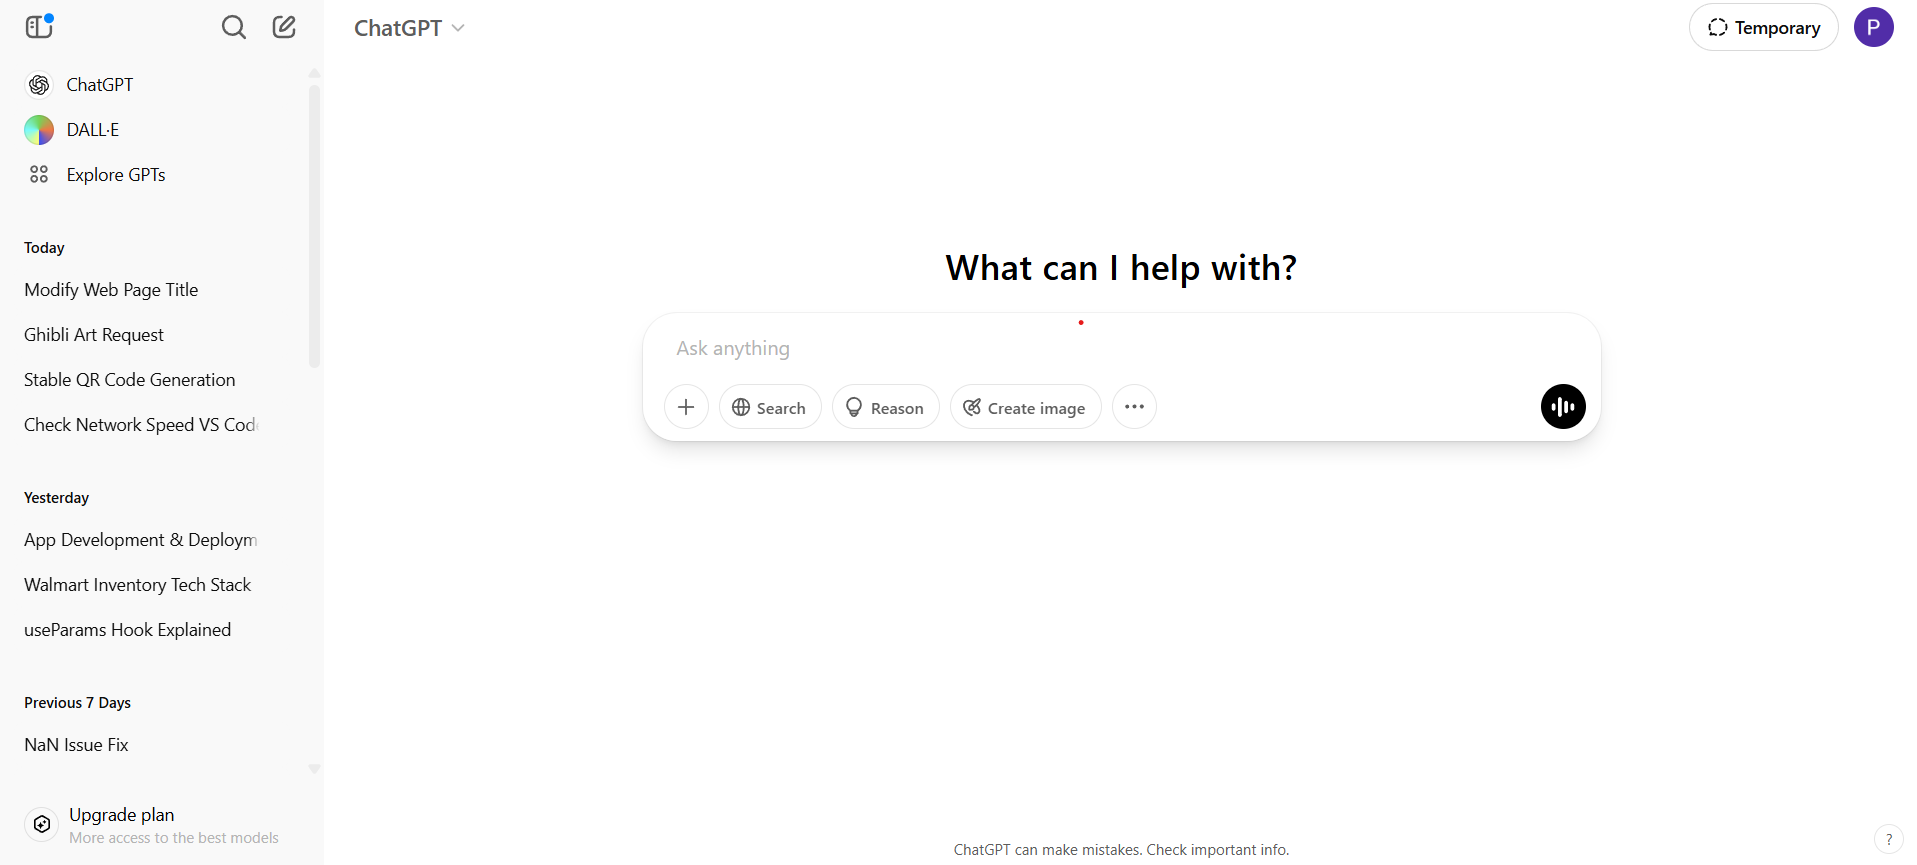 ChatGPT
Temporary
P
ChatGPT
DALL·E
Explore GPTs
Today
Modify Web Page Title
Ghibli Art Request
Stable QR Code Generation
Check Network Speed VS Code
Yesterday
App Development & Deploym
Walmart Inventory Tech Stack
useParams Hook Explained
Previous 7 Days
NaN Issue Fix
Upgrade plan
More access to the best models
What can I help with?
Ask anything
Search
Reason
Create image
ChatGPT can make mistakes. Check important info.
?